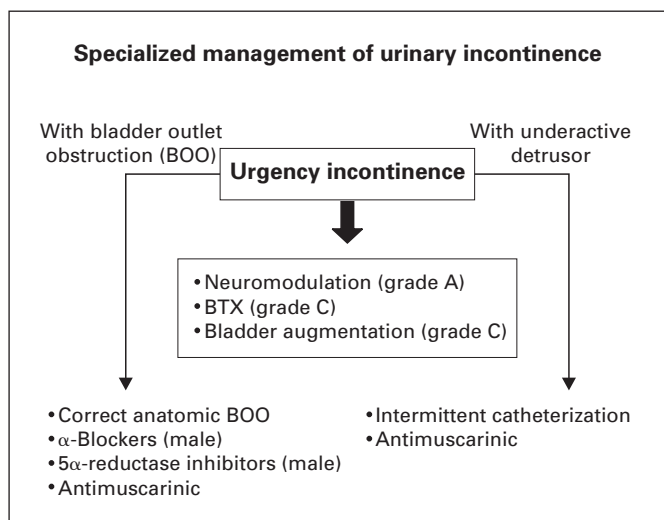 Specialized management of urinary incontinence
With bladder outlet
obstruction (BOO)
Urgency incontinence
With underactive
detrusor
•Neuromodulation (grade A)
•BTX (grade C)
•Bladder augmentation (grade C)
•Correct anatomic BOO
•α-Blockers (male)
•5α-reductase inhibitors (male)
•Antimuscarinic
•Intermittent catheterization
•Antimuscarinic